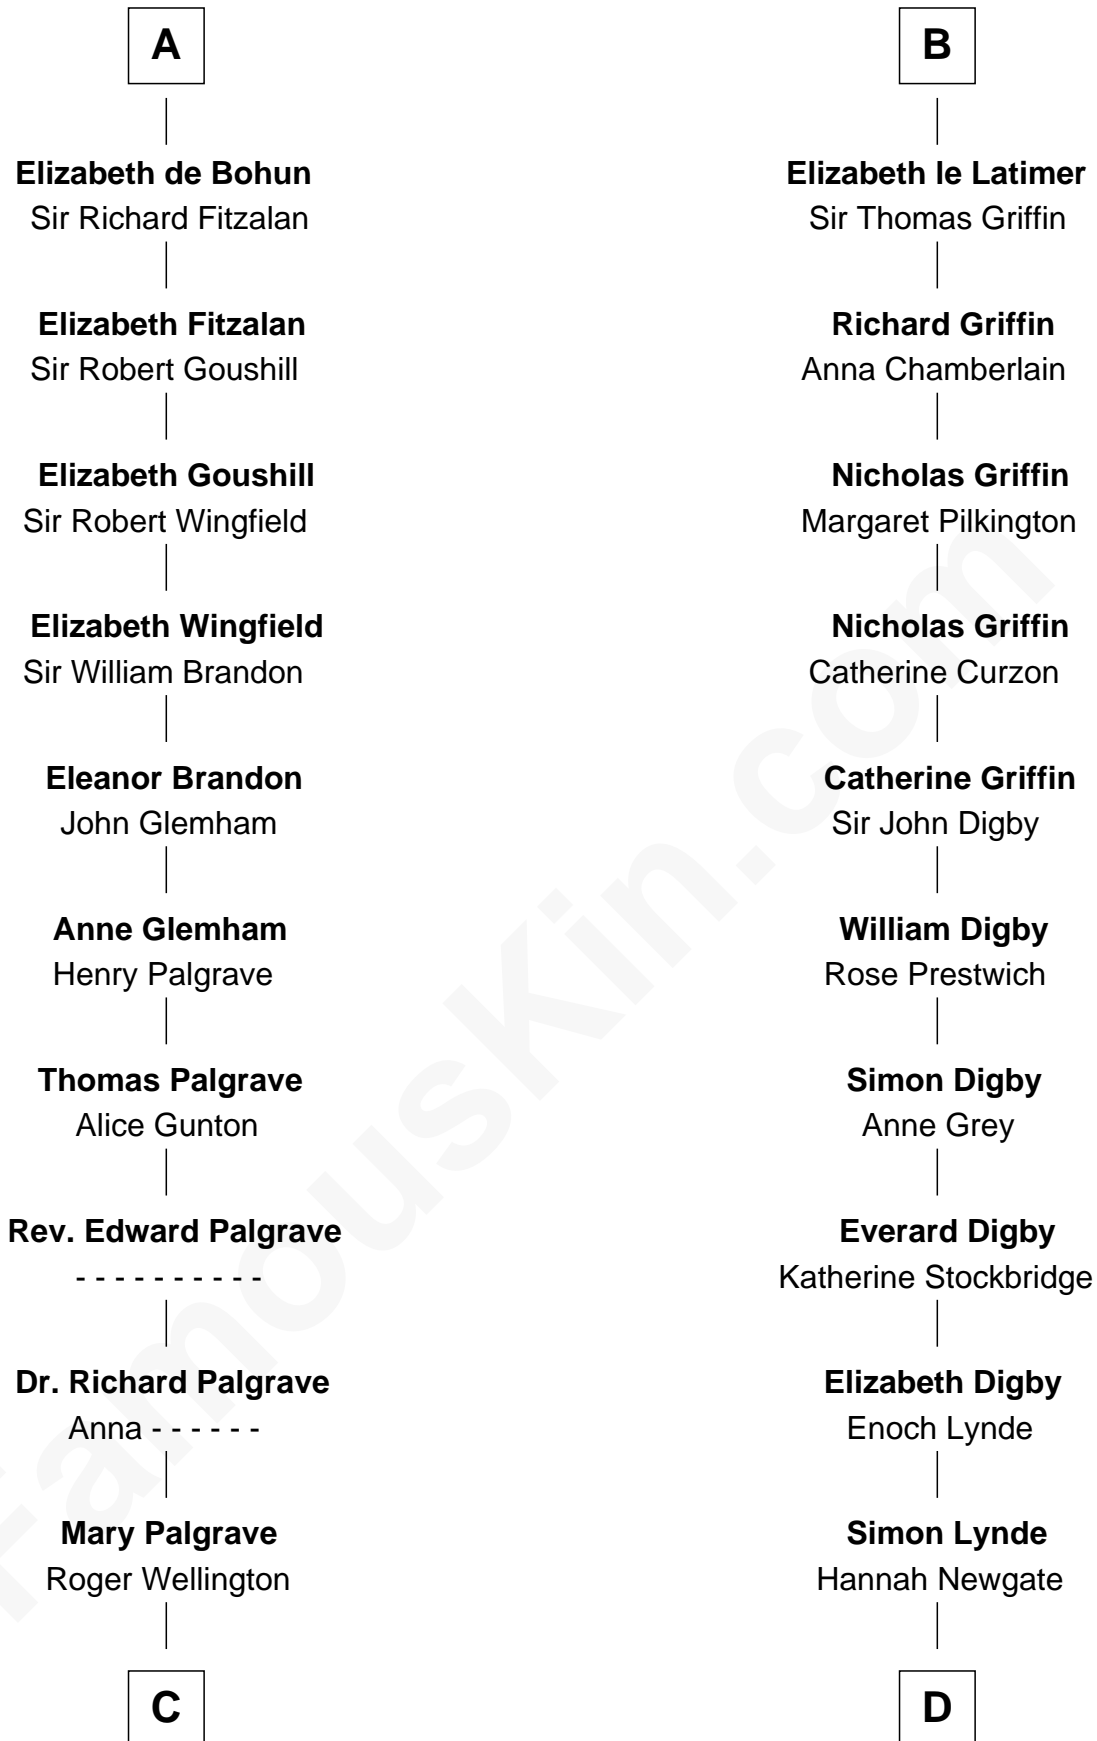 A
Elizabeth de Bohun
Sir Richard Fitzalan
Elizabeth Fitzalan
Sir Robert Goushill
Elizabeth Goushill
Sir Robert Wingfield
Elizabeth Wingfield
Sir William Brandon
Eleanor Brandon
John Glemham
Anne Glemham
Henry Palgrave
Thomas Palgrave
Alice Gunton
Rev. Edward Palgrave
- - - - - - - - - -
Dr. Richard Palgrave
Anna - - - - - -
Mary Palgrave
Roger Wellington
C
B
Elizabeth le Latimer
Sir Thomas Griffin
Richard Griffin
Anna Chamberlain
Nicholas Griffin
Margaret Pilkington
Nicholas Griffin
Catherine Curzon
Catherine Griffin
Sir John Digby
William Digby
Rose Prestwich
Simon Digby
Anne Grey
Everard Digby
Katherine Stockbridge
Elizabeth Digby
Enoch Lynde
Simon Lynde
Hannah Newgate
D
FamousKin.com